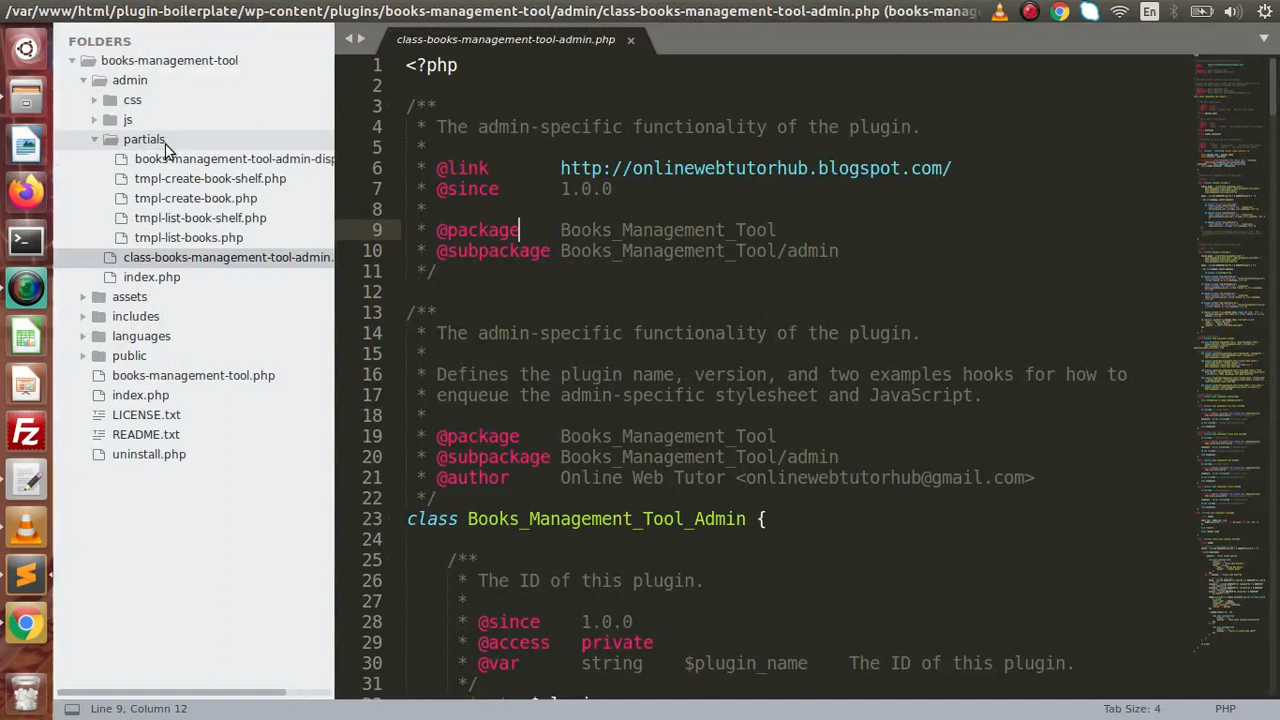 /var/www/html/plugin-boilerplate/wp-content/plugins/books-management-tool/admin/class-books-management-tool-admin.php (books-manag
En
FOLDERS
books-management-tool
admin
css
js
partials
books-management-tool-admin-disp
tmpl-create-book-shelf.php
tmpl-create-book.php
tmpl-list-book-shelf.php
tmpl-list-books.php
class-books-management-tool-admin.
index.php
assets
includes
languages
public
books-management-tool.php
index.php
LICENSE.txt
README.txt
uninstall.php
class-books-management-tool-admin.php
1 <?php
2
3 /**
4 * The admin-specific functionality of the plugin.
5 *
6 * @link http://onlinewebtutorhub.blogspot.com/
7 * @since 1.0.0
8 *
9 * @package Books_Management_Tool
10 * @subpackage Books_Management_Tool/admin
11 */
12
13 /**
14 * The admin-specific functionality of the plugin.
15 *
16 * Defines the plugin name, version, and two examples books for how to
17 * enqueue the admin-specific stylesheet and JavaScript.
18 *
19 * @package Books_Management_Tool
20 * @subpackage Books_Management_Tool/admin
21 * @author Online Web Tutor <onlinewebtutorhub@gmail.com>
22 */
23 class Books_Management_Tool_Admin {
24
25 /**
26 * The ID of this plugin.
27 *
28 * @since 1.0.0
29 * @access private
30 * @var string $plugin_name The ID of this plugin.
31 */
Line 9, Column 12
Tab Size: 4
PHP